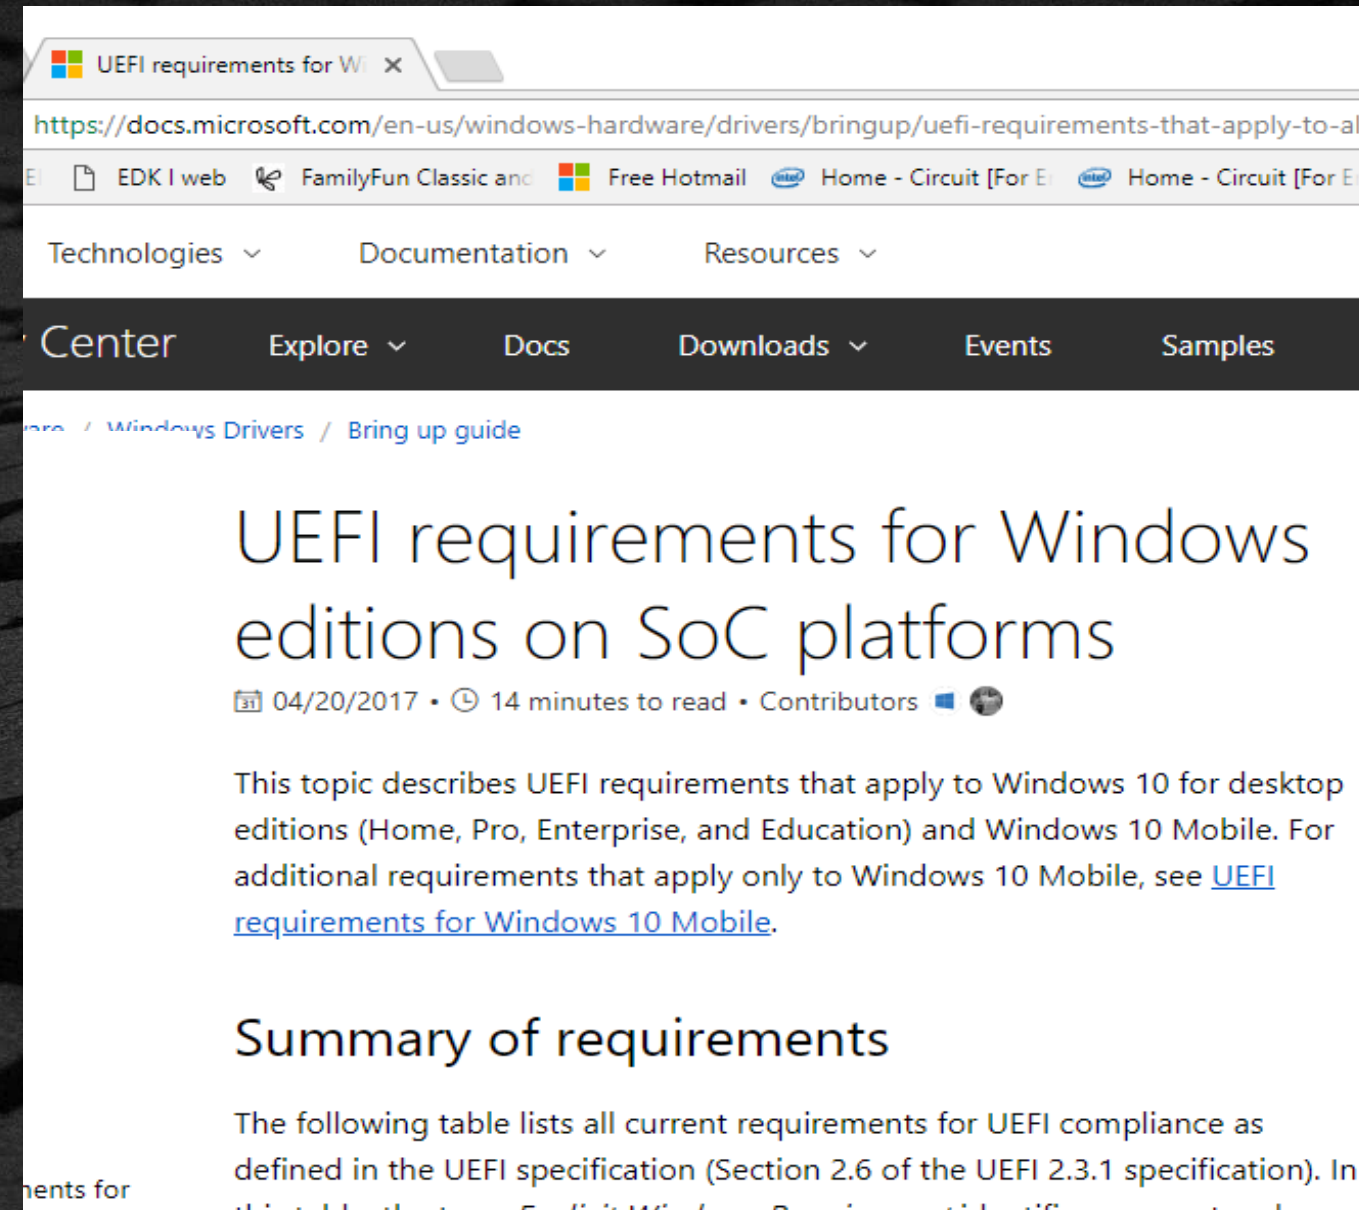 UEFI requirements for Wi
https://docs.microsoft.com/en-us/windows-hardware/drivers/bringup/uefi-requirements-that-apply-to-al
EDK I web FamilyFun Classic and Free Hotmail Home - Circuit [For E Home - Circuit [For E
Technologies Documentation Resources
Center Explore Docs Downloads Events Samples
/ Windows Drivers / Bring up guide
UEFI requirements for Windows
editions on SoC platforms
04/20/2017 • 14 minutes to read • Contributors
This topic describes UEFI requirements that apply to Windows 10 for desktop
editions (Home, Pro, Enterprise, and Education) and Windows 10 Mobile. For
additional requirements that apply only to Windows 10 Mobile, see UEFI
requirements for Windows 10 Mobile.
Summary of requirements
The following table lists all current requirements for UEFI compliance as
defined in the UEFI specification (Section 2.6 of the UEFI 2.3.1 specification). In
ments for